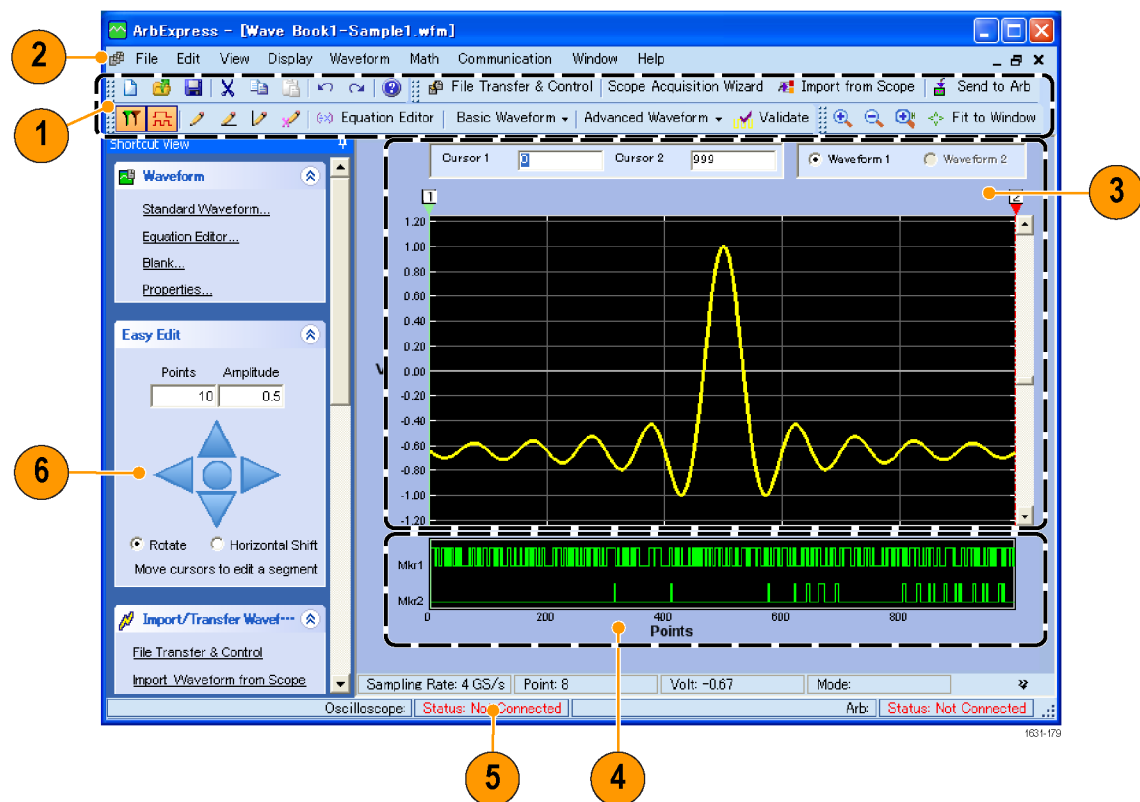 ArbExpress - [Wave Book1-Sample1.wfm]
2
File Edit View Display Waveform Math Communication Window Help
File Transfer & Control Scope Acquisition Wizard Import from Scope Send to Arb
1
Equation Editor Basic Waveform Advanced Waveform Validate Fit to Window
Shortcut View
Cursor 1 0 Cursor 2 999 Waveform 1 Waveform 2
3
Waveform
Standard Waveform...
Equation Editor...
Blank...
Properties...
1 2
1.20
1.00
0.80
0.60
0.40
0.20
0.00
-0.20
-0.40
-0.60
-0.80
-1.00
-1.20
V
Easy Edit
Points Amplitude
10 0.5
6
Rotate Horizontal Shift
Move cursors to edit a segment
Mkr1
Mkr2
0 200 400 600 800
Points
Import/Transfer Wavef...
File Transfer & Control
Import Waveform from Scope
Sampling Rate: 4 GS/s Point: 8 Volt: -0.67 Mode:
Oscilloscope: Status: Not Connected Arb: Status: Not Connected
1631-179
5
4